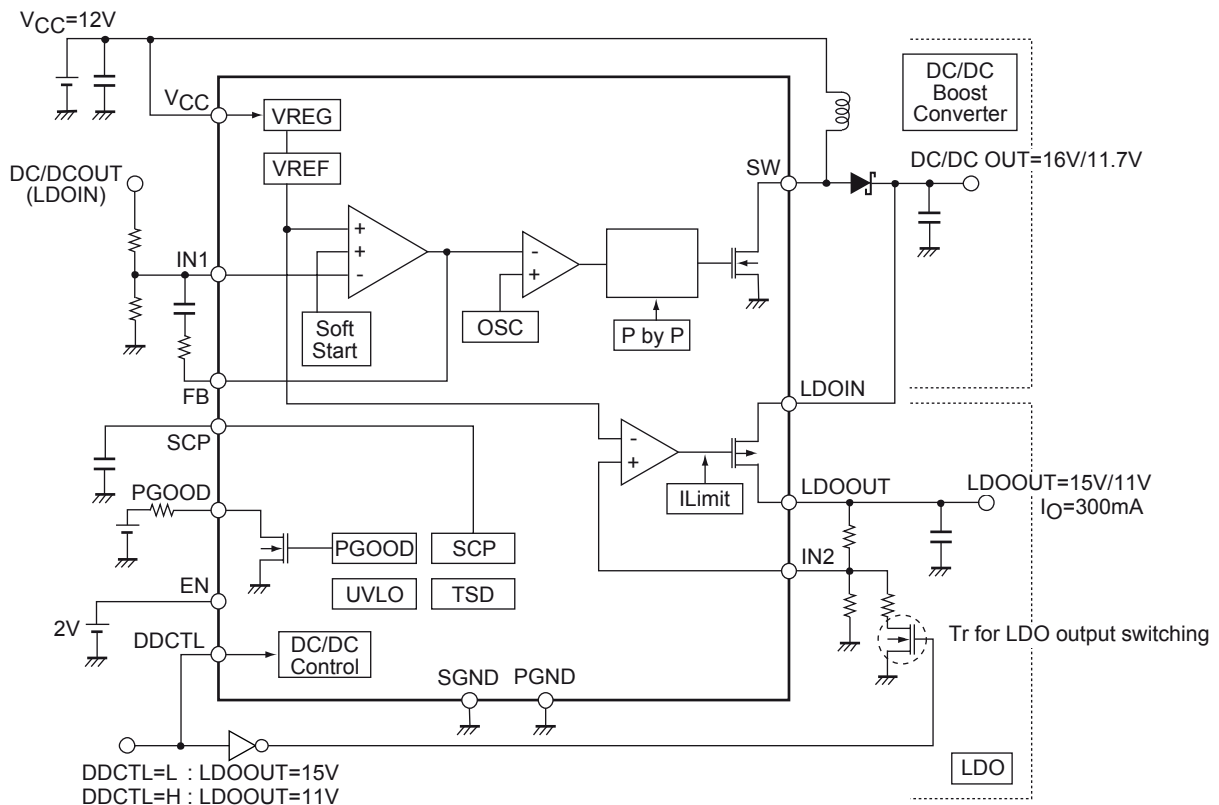 VCC=12V
DC/DC
Boost
Converter
VCC
VREG
VREF
SW
DC/DC OUT=16V/11.7V
DC/DCOUT
(LDOIN)
+
+
-
-
+
IN1
Soft
Start
OSC
P by P
FB
LDOIN
SCP
-
+
ILimit
LDOOUT
LDOOUT=15V/11V
IO=300mA
PGOOD
PGOOD
SCP
IN2
UVLO
TSD
EN
2V
DDCTL
DC/DC
Control
Tr for LDO output switching
SGND
PGND
LDO
DDCTL=L : LDOOUT=15V
DDCTL=H : LDOOUT=11V